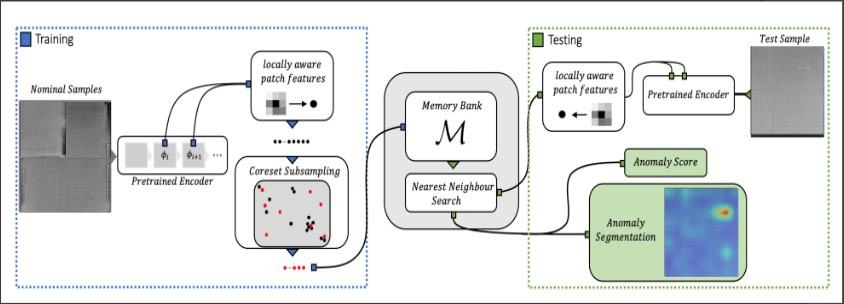 Training
Nominal Samples
ϕi
ϕi+1
...
Pretrained Encoder
locally aware
patch features
Coreset Subsampling
Memory Bank
ℳ
Nearest Neighbour
Search
Testing
locally aware
patch features
Pretrained Encoder
Test Sample
Anomaly Score
Anomaly
Segmentation